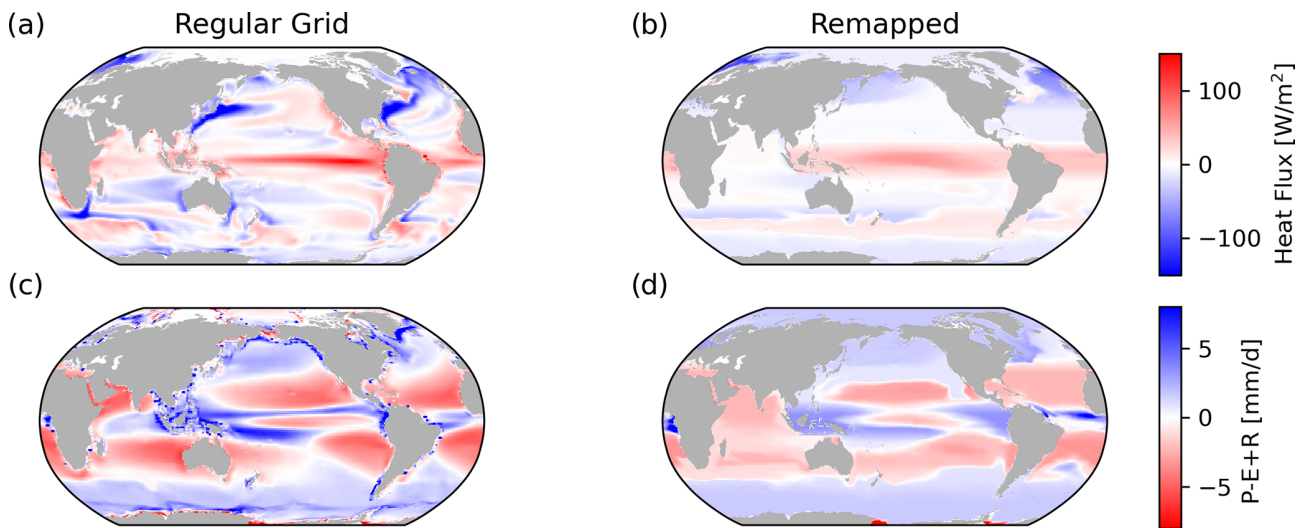 (a) Regular Grid
(b) Remapped
100
0
−100
Heat Flux [W/m²]
(c)
(d)
5
0
−5
P-E+R [mm/d]